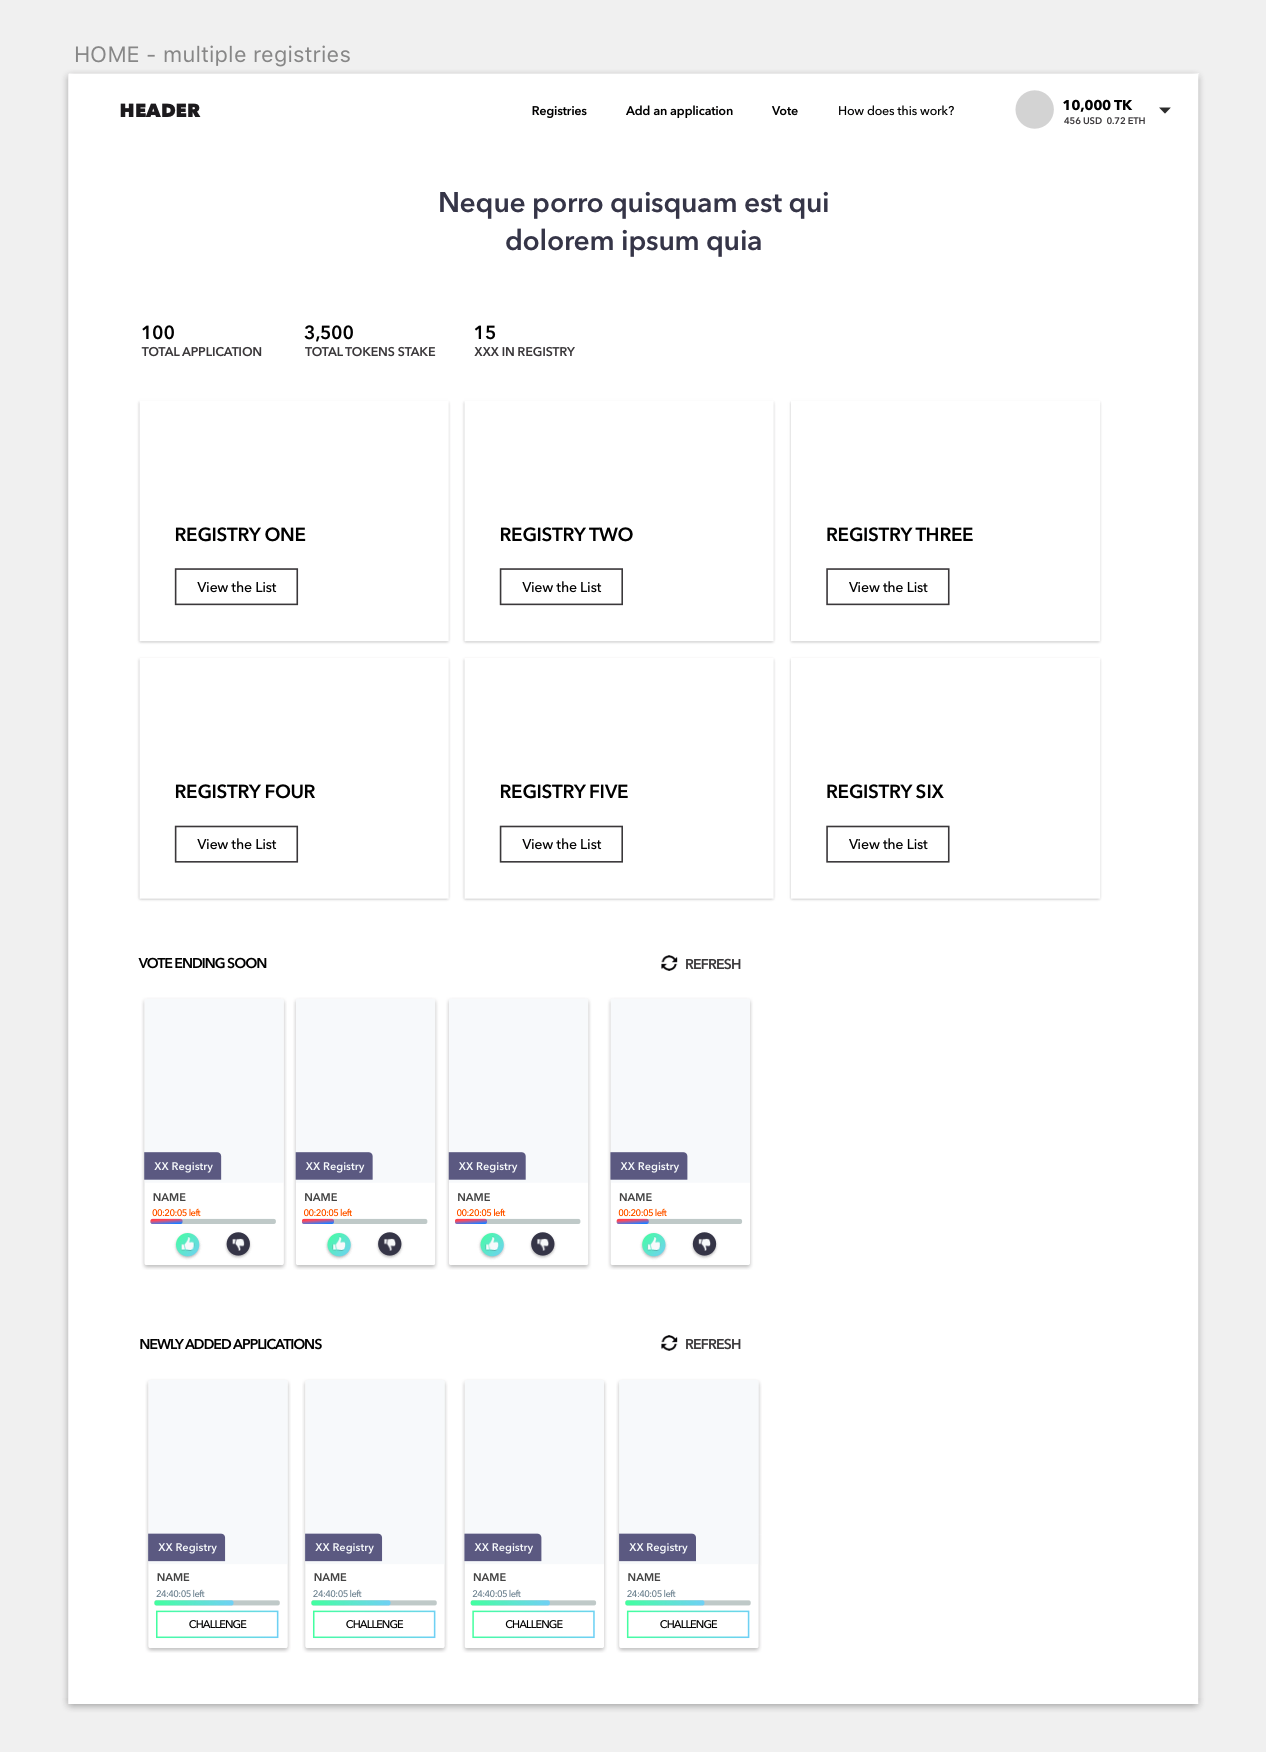 HOME - multiple registries
HEADER
Registries
Add an application
Vote
How does this work?
10,000 TK
456 USD 0.72 ETH
Neque porro quisquam est qui
dolorem ipsum quia
100
TOTAL APPLICATION
3,500
TOTAL TOKENS STAKE
15
XXX IN REGISTRY
REGISTRY ONE
View the List
REGISTRY TWO
View the List
REGISTRY THREE
View the List
REGISTRY FOUR
View the List
REGISTRY FIVE
View the List
REGISTRY SIX
View the List
VOTE ENDING SOON
REFRESH
XX Registry
NAME
00:20:05 left
XX Registry
NAME
00:20:05 left
XX Registry
NAME
00:20:05 left
XX Registry
NAME
00:20:05 left
NEWLY ADDED APPLICATIONS
REFRESH
XX Registry
NAME
24:40:05 left
CHALLENGE
XX Registry
NAME
24:40:05 left
CHALLENGE
XX Registry
NAME
24:40:05 left
CHALLENGE
XX Registry
NAME
24:40:05 left
CHALLENGE